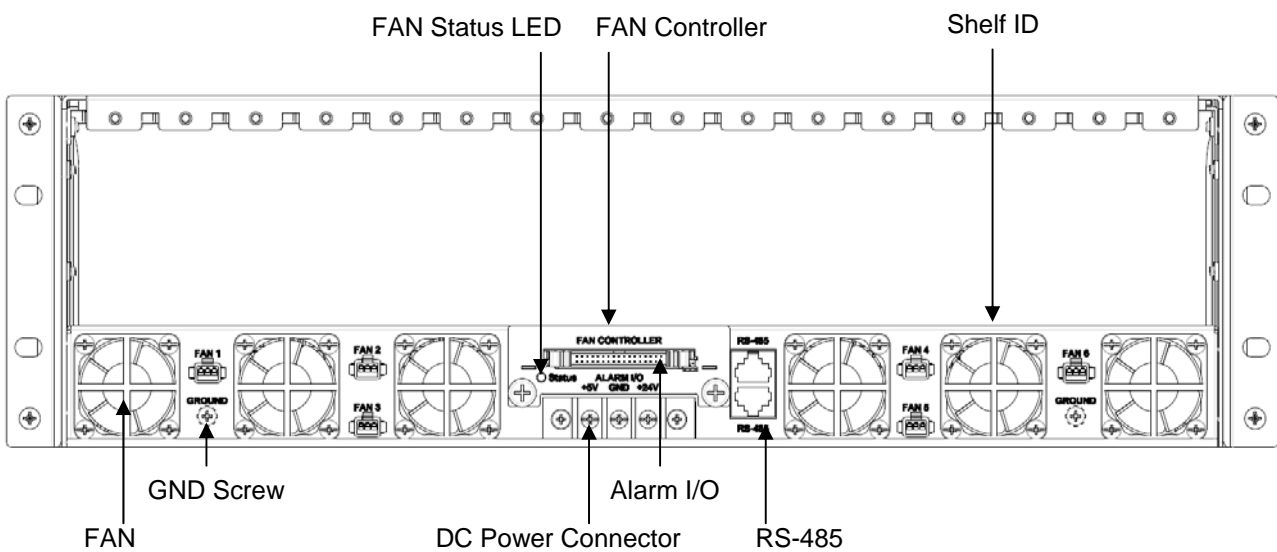 FAN Status LED FAN Controller Shelf ID
FAN CONTROLLER RS-485
FAN 1 FAN 2 FAN 4 FAN 6
Status ALARM I/O
+5V GND +24V
GROUND FAN 3 FAN 5 GROUND
RS-485
GND Screw Alarm I/O
FAN DC Power Connector RS-485